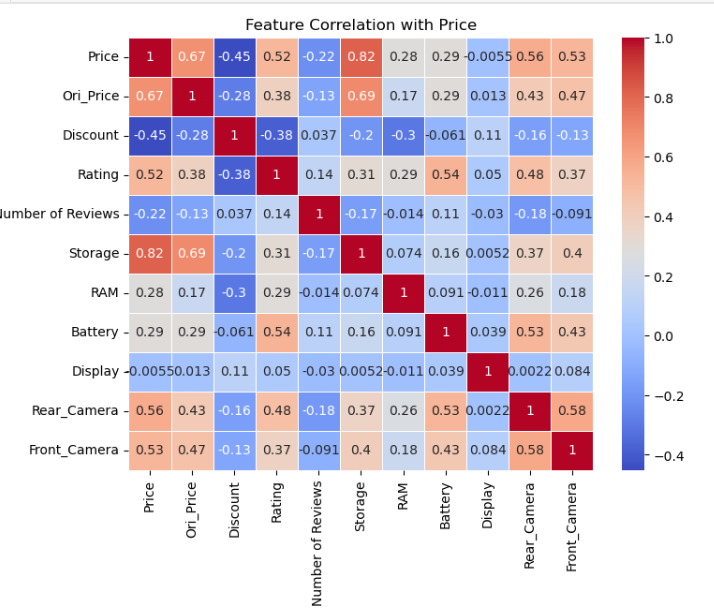 Feature Correlation with Price
Price 1 0.67 -0.45 0.52 -0.22 0.82 0.28 0.29 -0.0055 0.56 0.53
Ori_Price 0.67 1 -0.28 0.38 -0.13 0.69 0.17 0.29 0.013 0.43 0.47
Discount -0.45 -0.28 1 -0.38 0.037 -0.2 -0.3 -0.061 0.11 -0.16 -0.13
Rating 0.52 0.38 -0.38 1 0.14 0.31 0.29 0.54 0.05 0.48 0.37
Number of Reviews -0.22 -0.13 0.037 0.14 1 -0.17 -0.014 0.11 -0.03 -0.18 -0.091
Storage 0.82 0.69 -0.2 0.31 -0.17 1 0.074 0.16 0.0052 0.37 0.4
RAM 0.28 0.17 -0.3 0.29 -0.014 0.074 1 0.091 -0.011 0.26 0.18
Battery 0.29 0.29 -0.061 0.54 0.11 0.16 0.091 1 0.039 0.53 0.43
Display -0.0055 0.013 0.11 0.05 -0.03 0.0052 -0.011 0.039 1 0.0022 0.084
Rear_Camera 0.56 0.43 -0.16 0.48 -0.18 0.37 0.26 0.53 0.0022 1 0.58
Front_Camera 0.53 0.47 -0.13 0.37 -0.091 0.4 0.18 0.43 0.084 0.58 1
Price
Ori_Price
Discount
Rating
Number of Reviews
Storage
RAM
Battery
Display
Rear_Camera
Front_Camera
1.0
0.8
0.6
0.4
0.2
0.0
−0.2
−0.4